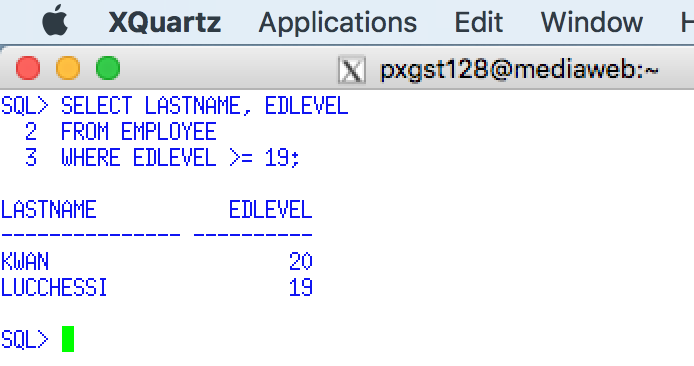 XQuartz Applications Edit Window H
X pxgst128@mediaweb:~
SQL> SELECT LASTNAME, EDLEVEL
2 FROM EMPLOYEE
3 WHERE EDLEVEL >= 19;
LASTNAME EDLEVEL
--------------- ----------
KWAN 20
LUCCHESSI 19
SQL>